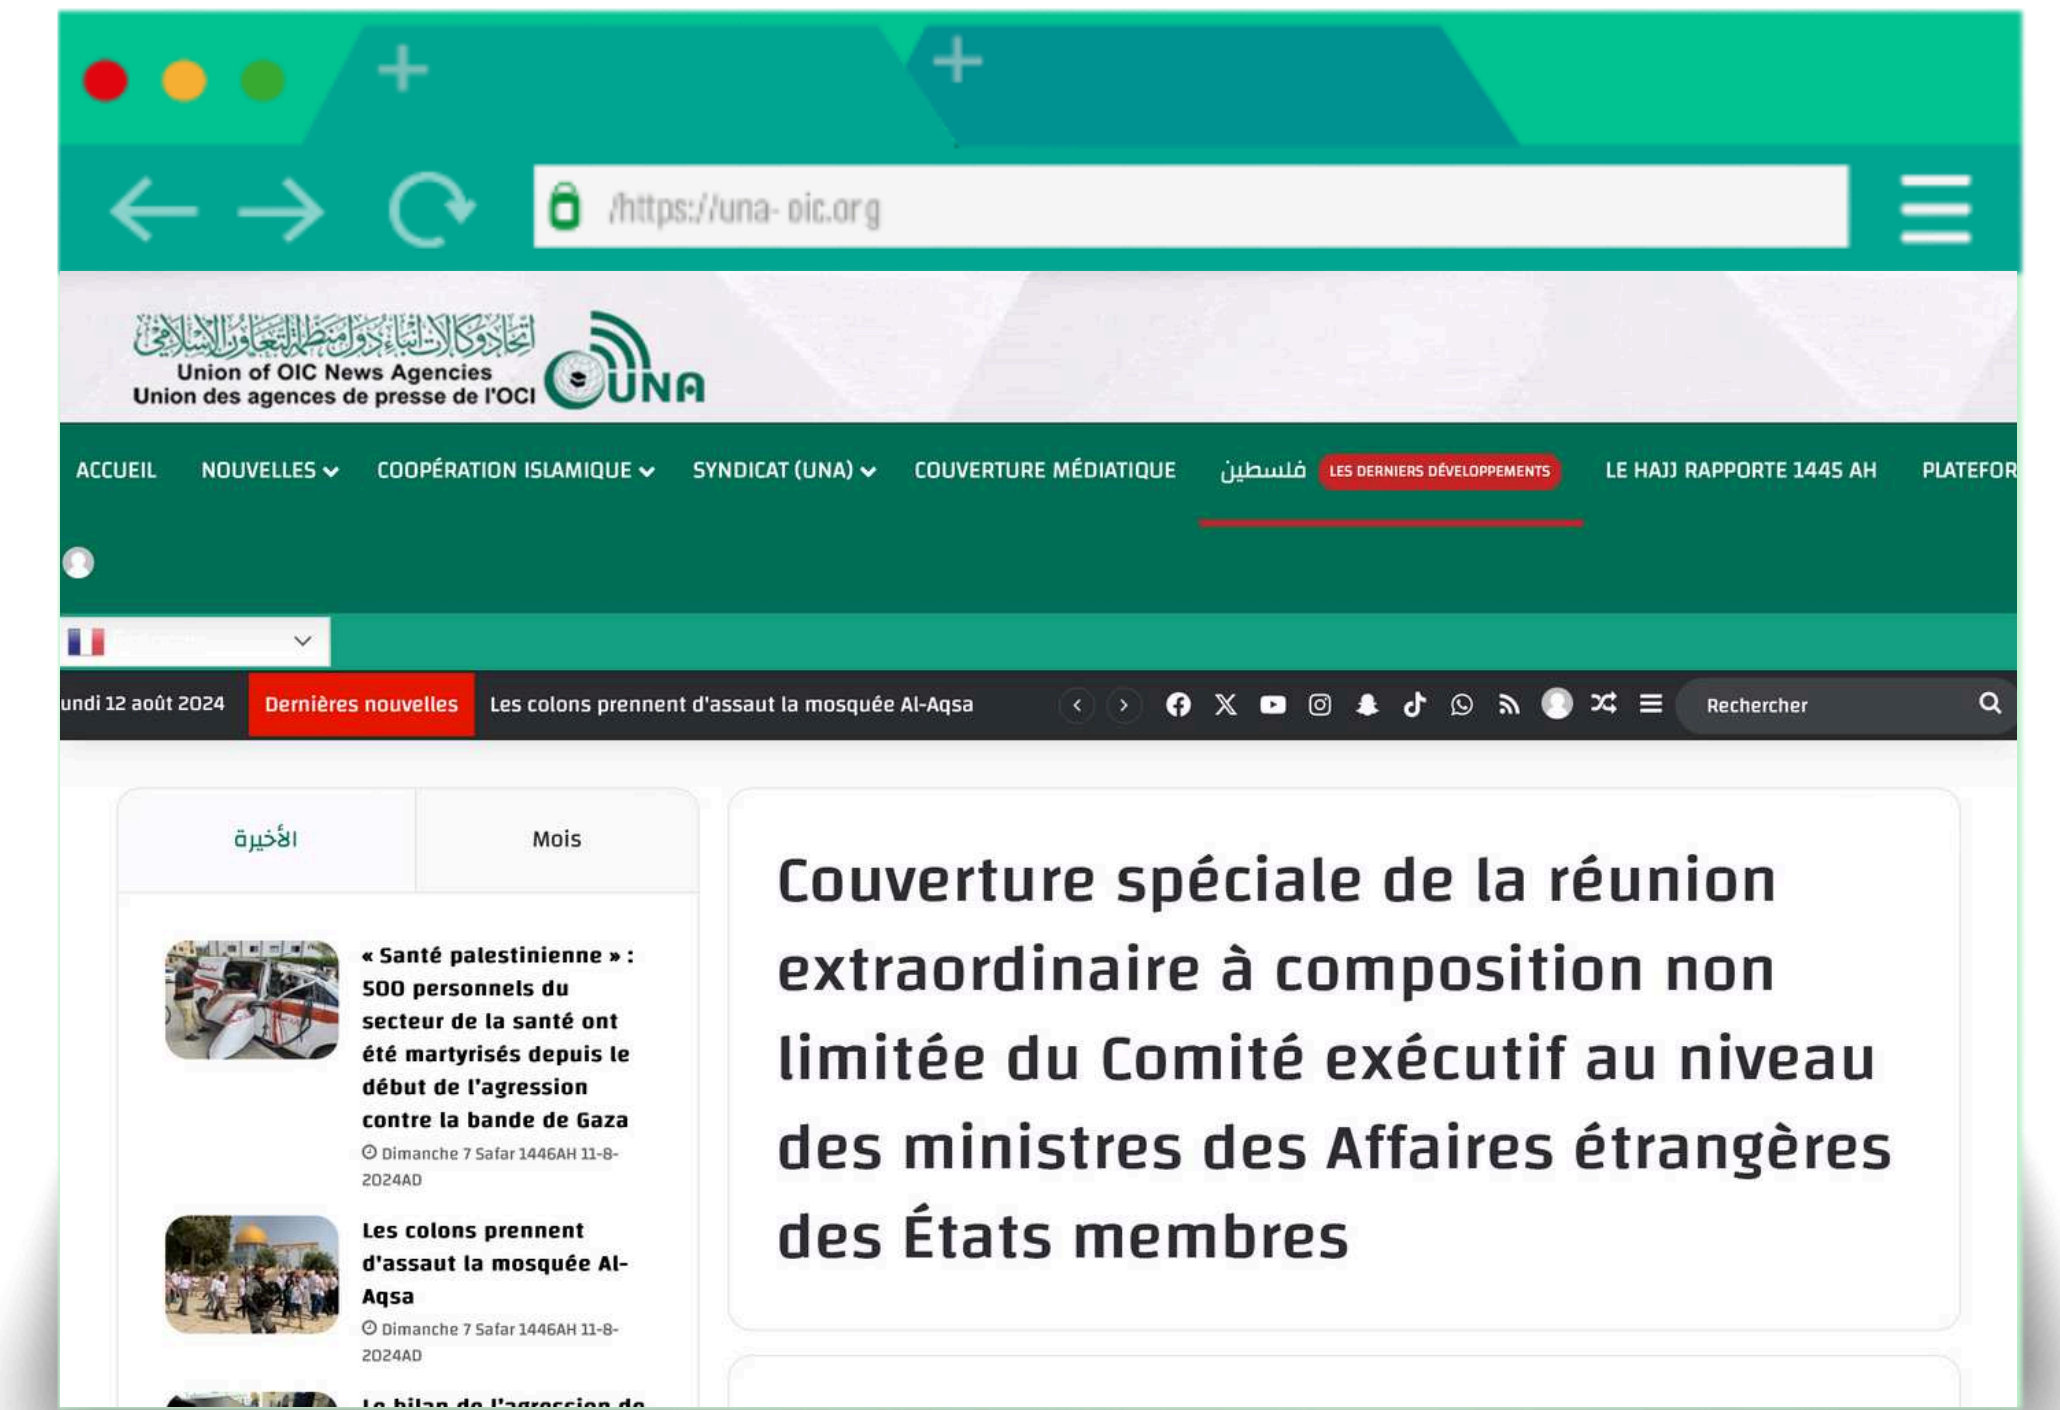 /https://una- oic.org
اتحاد وكالات أنباء دول منظمة التعاون الإسلامي
Union of OIC News Agencies
Union des agences de presse de l'OCI
UNA
ACCUEIL NOUVELLES COOPÉRATION ISLAMIQUE SYNDICAT (UNA) COUVERTURE MÉDIATIQUE فلسطين LES DERNIERS DÉVELOPPEMENTS LE HAJJ RAPPORTE 1445 AH PLATEFOR
undi 12 août 2024 Dernières nouvelles Les colons prennent d'assaut la mosquée Al-Aqsa Rechercher
الأخيرة Mois
« Santé palestinienne » :
500 personnels du
secteur de la santé ont
été martyrisés depuis le
début de l'agression
contre la bande de Gaza
Dimanche 7 Safar 1446AH 11-8-
2024AD
Les colons prennent
d'assaut la mosquée Al-
Aqsa
Dimanche 7 Safar 1446AH 11-8-
2024AD
Le bilan de l'agression de
Couverture spéciale de la réunion
extraordinaire à composition non
limitée du Comité exécutif au niveau
des ministres des Affaires étrangères
des États membres